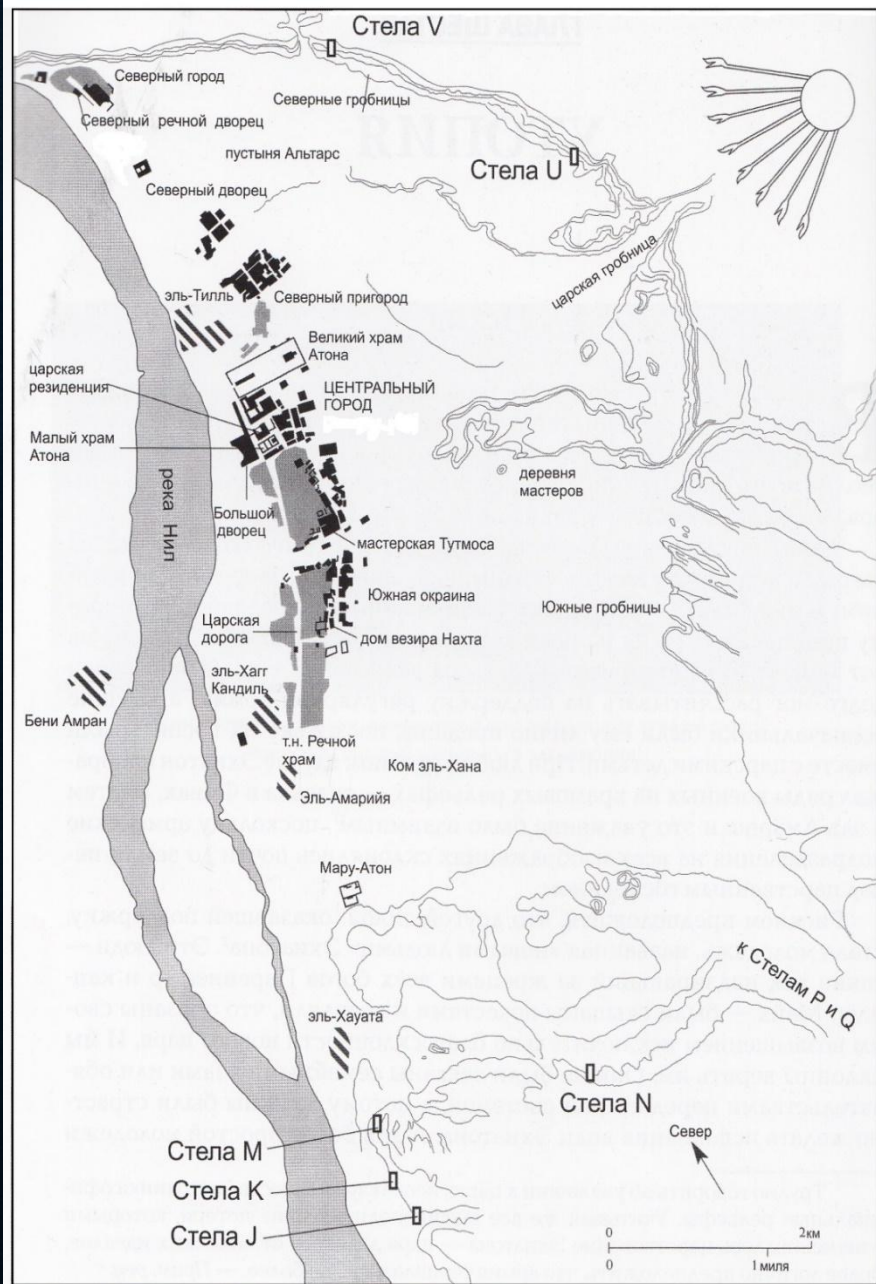 Стела V
Северный город
Северные гробницы
Северный речной дворец
пустыня Альтарс
Стела U
Северный дворец
царская гробница
эль-Тилль
Северный пригород
Великий храм
Атона
царская
резиденция
ЦЕНТРАЛЬНЫЙ
ГОРОД
Малый храм
Атона
река Нил
деревня
мастеров
Большой
дворец
мастерская Тутмоса
Южная окраина
Южные гробницы
Царская
дорога
дом везира Нахта
эль-Хагг
Кандиль
Бени Амран
т.н. Речной
храм
Ком эль-Хана
Эль-Амарийя
Мару-Атон
к Стелам P и Q
эль-Хауата
Стела N
Стела M
Север
Стела K
Стела J
0 2км
0 1 миля